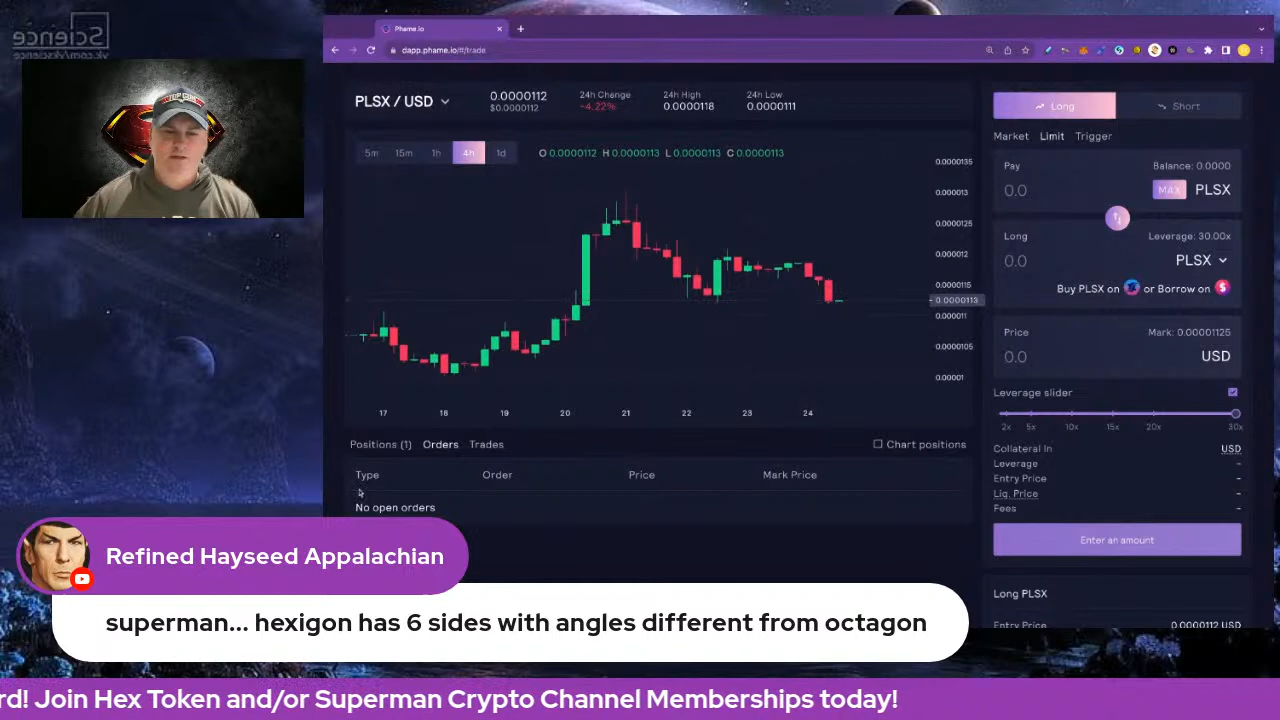 Science
vk.com/vkscience
Phame.io
dapp.phame.io/#/trade
PLSX / USD
0.0000112
$0.0000112
24h Change
-4.22%
24h High
0.0000118
24h Low
0.0000111
5m 15m 1h 4h 1d
O 0.0000112 H 0.0000113 L 0.0000113 C 0.0000113
0.0000135
0.000013
0.0000125
0.000012
0.0000115
0.0000113
0.000011
0.0000105
0.00001
17 18 19 20 21 22 23 24
Positions (1) Orders Trades
Chart positions
Type Order Price Mark Price
No open orders
Long Short
Market Limit Trigger
Pay Balance: 0.0000
0.0 MAX PLSX
Long Leverage: 30.00x
0.0 PLSX
Buy PLSX on or Borrow on
Price Mark: 0.00001125
0.0 USD
Leverage slider
2x 5x 10x 15x 20x 30x
Collateral In USD
Leverage -
Entry Price -
Liq. Price -
Fees -
Enter an amount
Long PLSX
Entry Price 0.0000112 USD
Refined Hayseed Appalachian
superman... hexigon has 6 sides with angles different from octagon
rd! Join Hex Token and/or Superman Crypto Channel Memberships today!